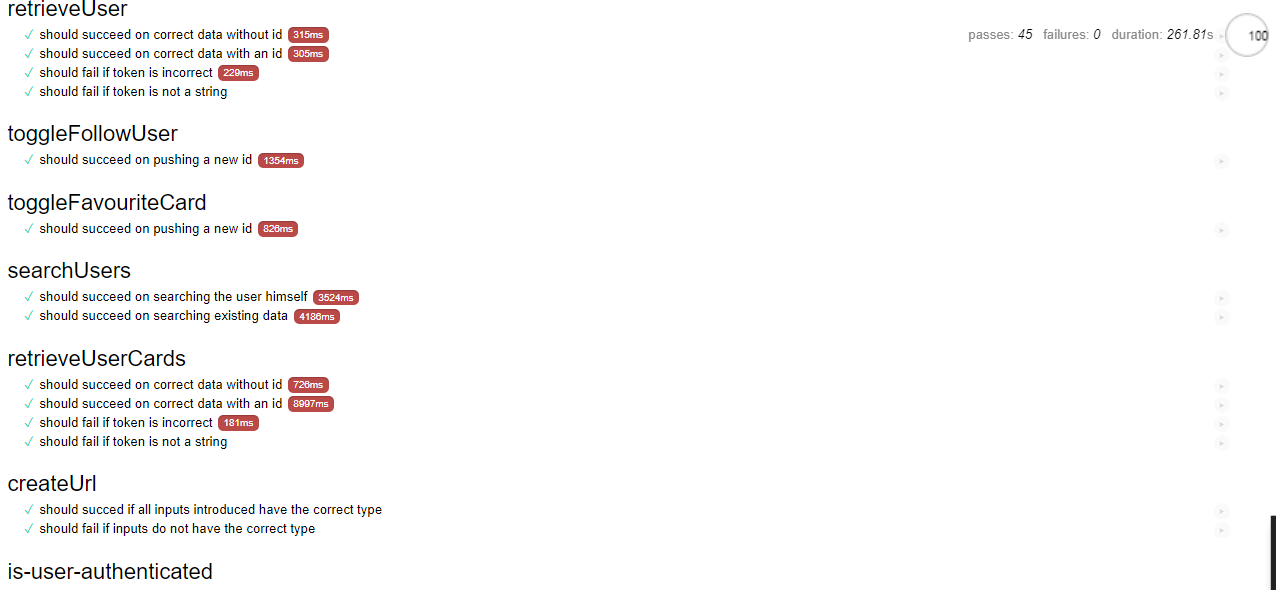 retrieveUser
✓ should succeed on correct data without id 315ms
passes: 45 failures: 0 duration: 261.81s 100
✓ should succeed on correct data with an id 305ms
✓ should fail if token is incorrect 229ms
✓ should fail if token is not a string
toggleFollowUser
✓ should succeed on pushing a new id 1354ms
toggleFavouriteCard
✓ should succeed on pushing a new id 826ms
searchUsers
✓ should succeed on searching the user himself 3524ms
✓ should succeed on searching existing data 4186ms
retrieveUserCards
✓ should succeed on correct data without id 726ms
✓ should succeed on correct data with an id 8997ms
✓ should fail if token is incorrect 181ms
✓ should fail if token is not a string
createUrl
✓ should succed if all inputs introduced have the correct type
✓ should fail if inputs do not have the correct type
is-user-authenticated